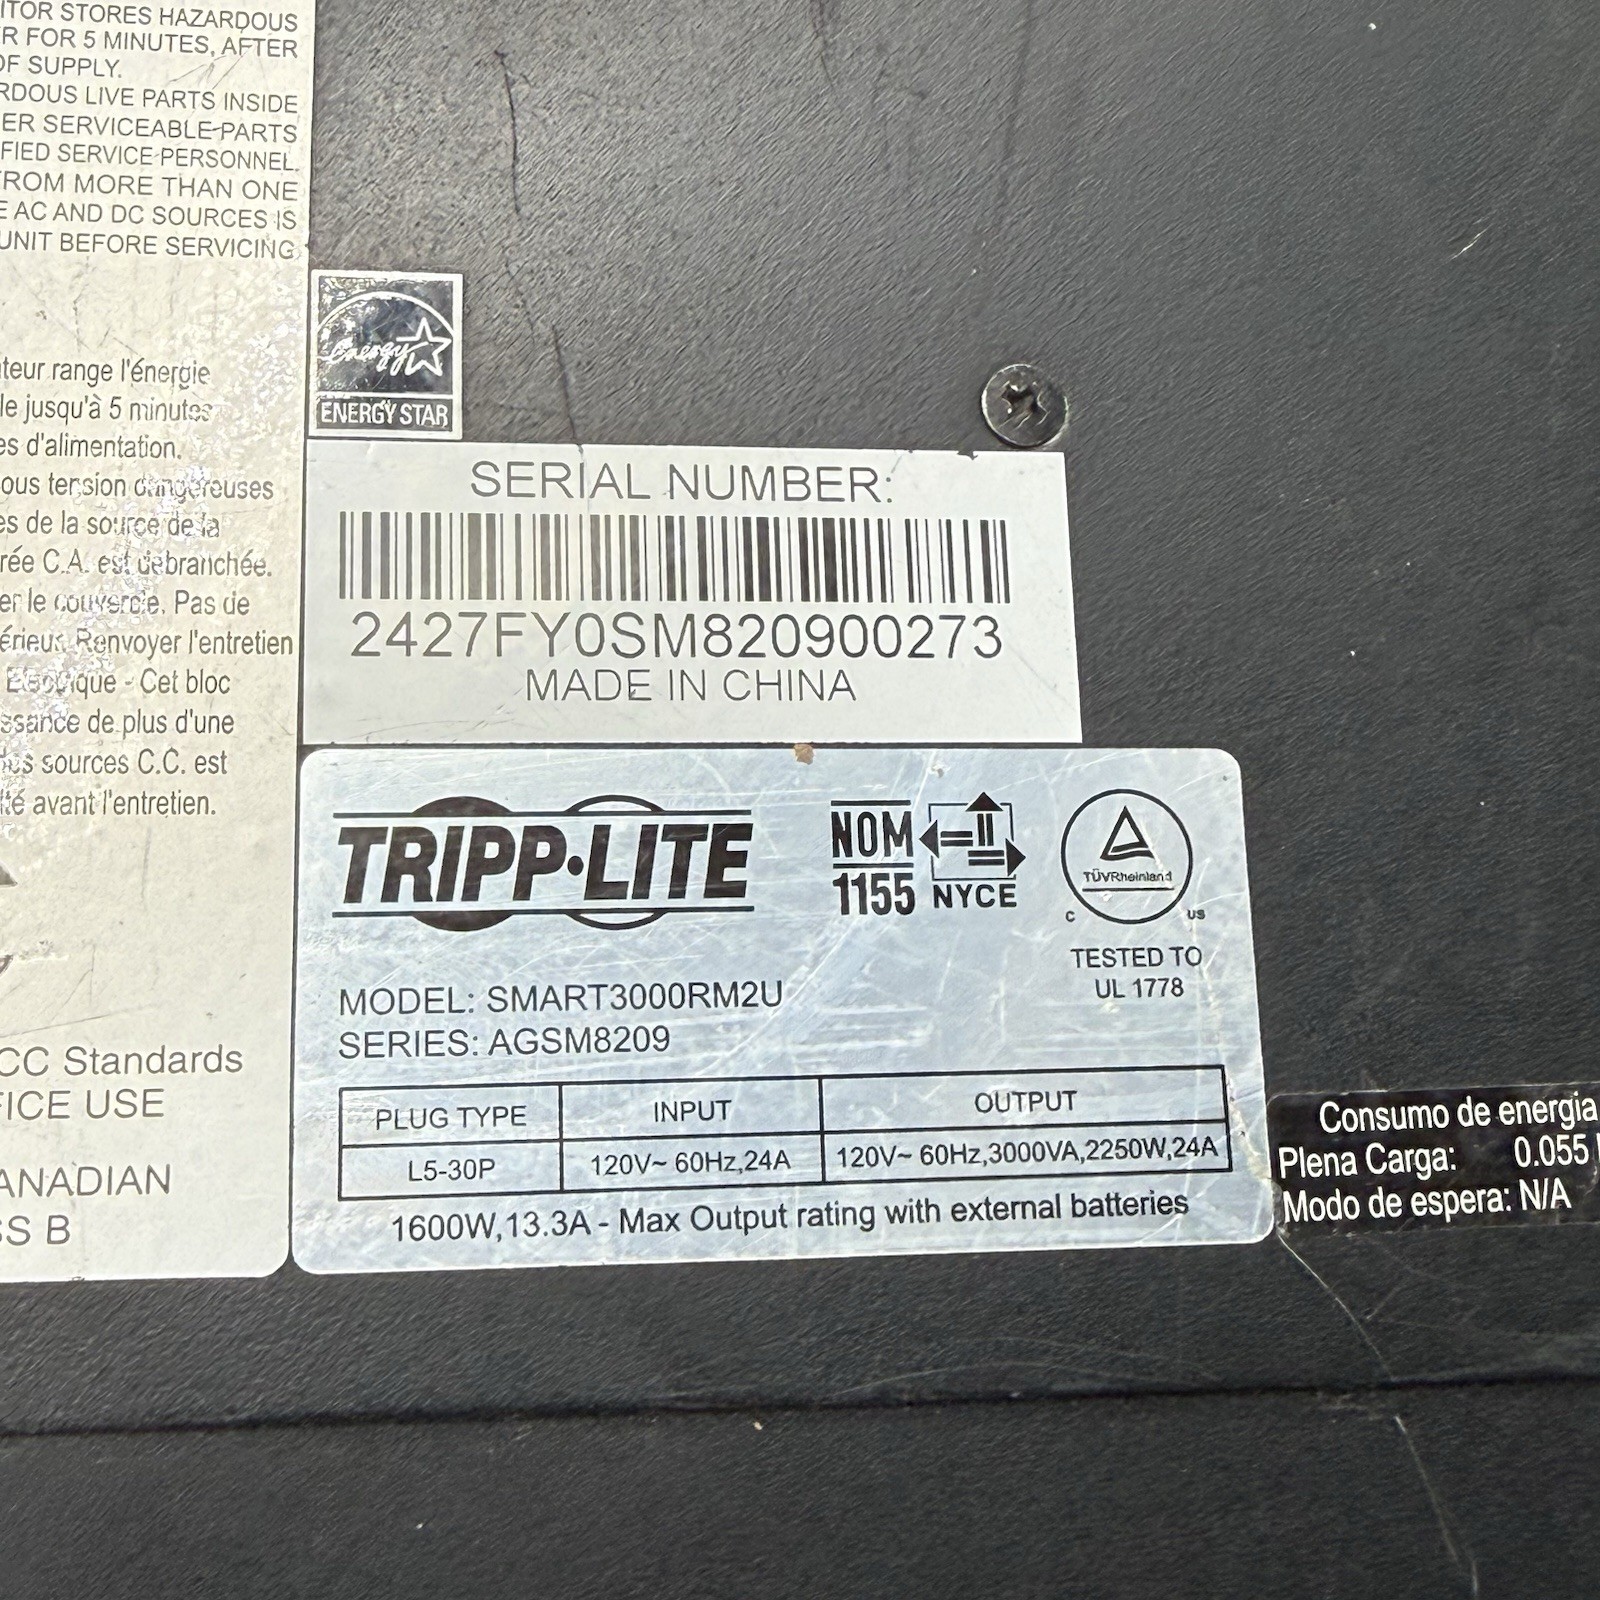 ITOR STORES HAZARDOUS
R FOR 5 MINUTES, AFTER
OF SUPPLY.
RDOUS LIVE PARTS INSIDE
ER SERVICEABLE PARTS
FIED SERVICE PERSONNEL.
FROM MORE THAN ONE
E AC AND DC SOURCES IS
UNIT BEFORE SERVICING
ateur range l'énergie
le jusqu'à 5 minutes
es d'alimentation.
ous tension dangereuses
es de la source de la
rée C.A. est débranchée.
er le couvercle. Pas de
érieur. Renvoyer l'entretien
Électrique - Cet bloc
ssance de plus d'une
les sources C.C. est
ité avant l'entretien.
CC Standards
FICE USE
ANADIAN
SS B
energy
ENERGY STAR
SERIAL NUMBER:
2427FY0SM820900273
MADE IN CHINA
TRIPP·LITE
NOM
1155
NYCE
TÜVRheinland
C US
TESTED TO
UL 1778
MODEL: SMART3000RM2U
SERIES: AGSM8209
PLUG TYPE INPUT OUTPUT
L5-30P 120V~ 60Hz,24A 120V~ 60Hz,3000VA,2250W,24A
1600W,13.3A - Max Output rating with external batteries
Consumo de energia
Plena Carga: 0.055
Modo de espera: N/A